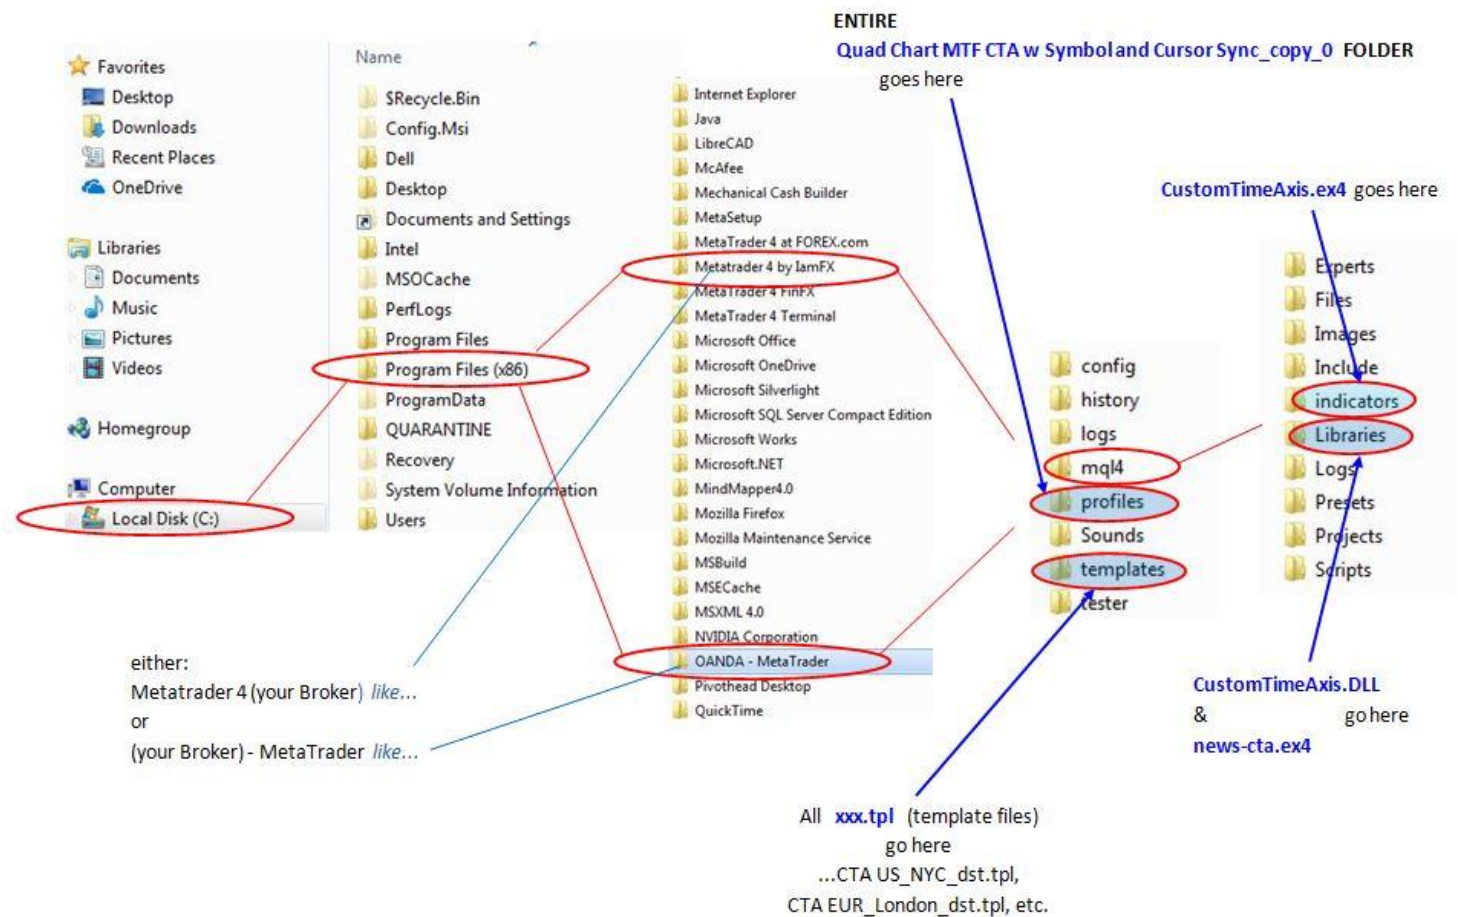 ENTIRE
Quad Chart MTF CTA w Symbol and Cursor Sync_copy_0 FOLDER
goes here
Favorites
Desktop
Downloads
Recent Places
OneDrive
Libraries
Documents
Music
Pictures
Videos
Homegroup
Computer
Local Disk (C:)
Name
$Recycle.Bin
Config.Msi
Dell
Desktop
Documents and Settings
Intel
MSOCache
PerfLogs
Program Files
Program Files (x86)
ProgramData
QUARANTINE
Recovery
System Volume Information
Users
Internet Explorer
Java
LibreCAD
McAfee
Mechanical Cash Builder
MetaSetup
MetaTrader 4 at FOREX.com
Metatrader 4 by IamFX
MetaTrader 4 FinFX
MetaTrader 4 Terminal
Microsoft Office
Microsoft OneDrive
Microsoft Silverlight
Microsoft SQL Server Compact Edition
Microsoft Works
Microsoft.NET
MindMapper4.0
Mozilla Firefox
Mozilla Maintenance Service
MSBuild
MSECache
MSXML 4.0
NVIDIA Corporation
OANDA - MetaTrader
Pivothead Desktop
QuickTime
config
history
logs
mql4
profiles
Sounds
templates
tester
CustomTimeAxis.ex4 goes here
Experts
Files
Images
Include
indicators
Libraries
Logs
Presets
Projects
Scripts
CustomTimeAxis.DLL
& go here
news-cta.ex4
either:
Metatrader 4 (your Broker) like...
or
(your Broker) - MetaTrader like...
All xxx.tpl (template files)
go here
...CTA US_NYC_dst.tpl,
CTA EUR_London_dst.tpl, etc.